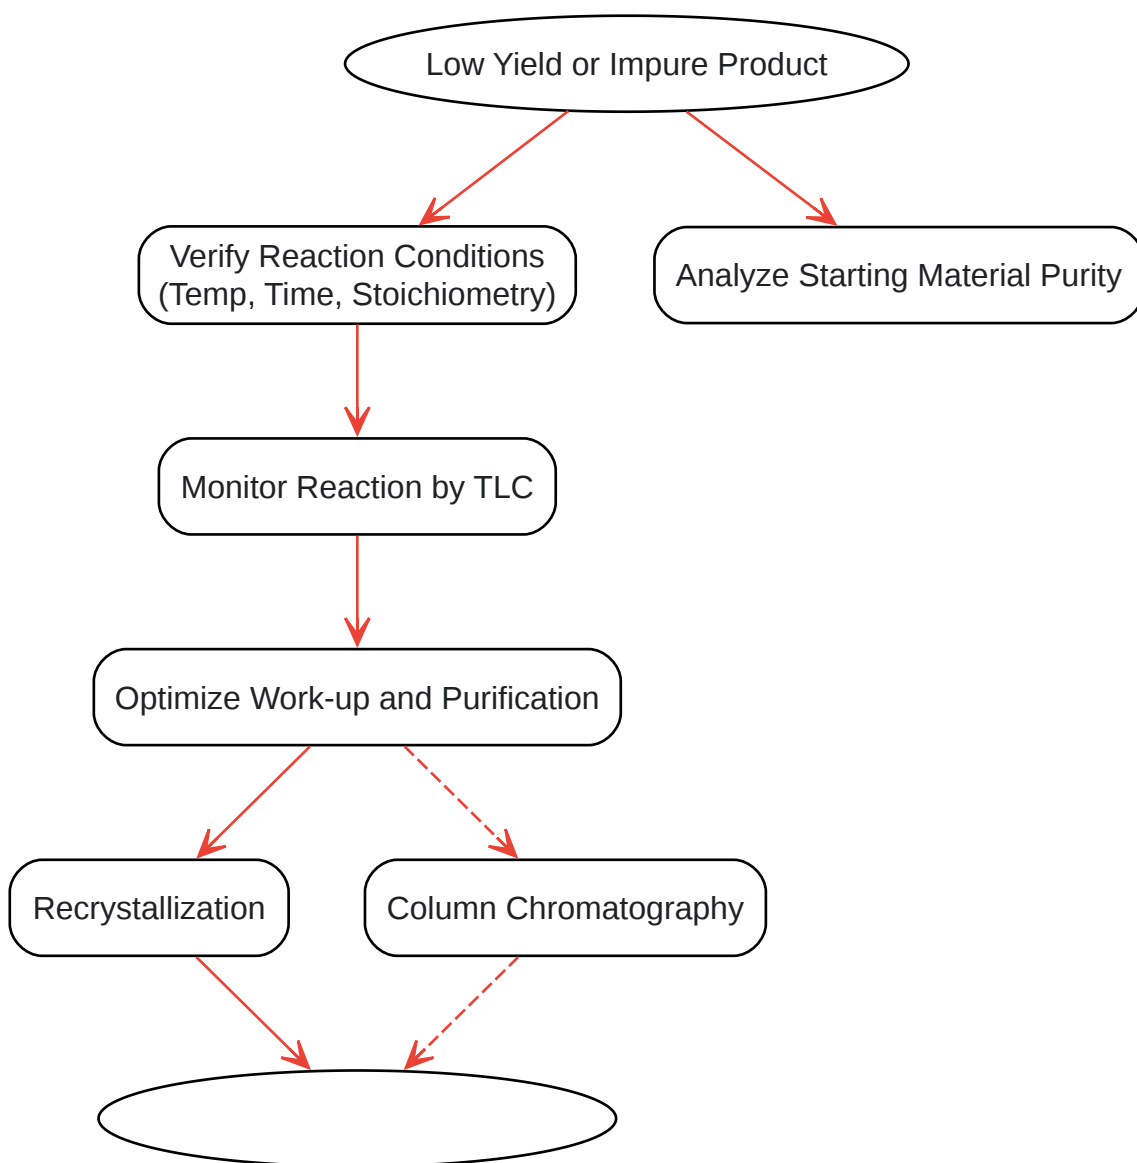 Low Yield or Impure Product
Verify Reaction Conditions
(Temp, Time, Stoichiometry)
Analyze Starting Material Purity
Monitor Reaction by TLC
Optimize Work-up and Purification
Recrystallization
Column Chromatography